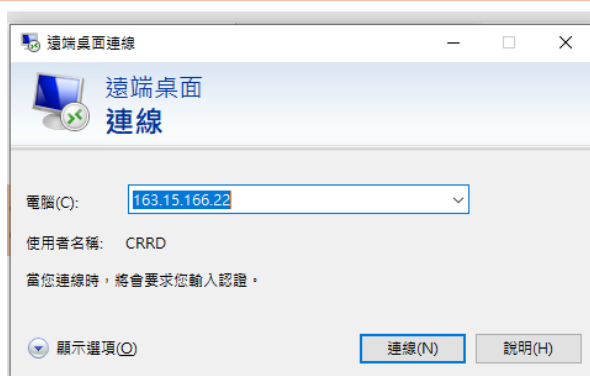 遠端桌面連線
遠端桌面
連線
電腦(C): 163.15.166.22
使用者名稱: CRRD
當您連線時，將會要求您輸入認證。
顯示選項(O) 連線(N) 說明(H)